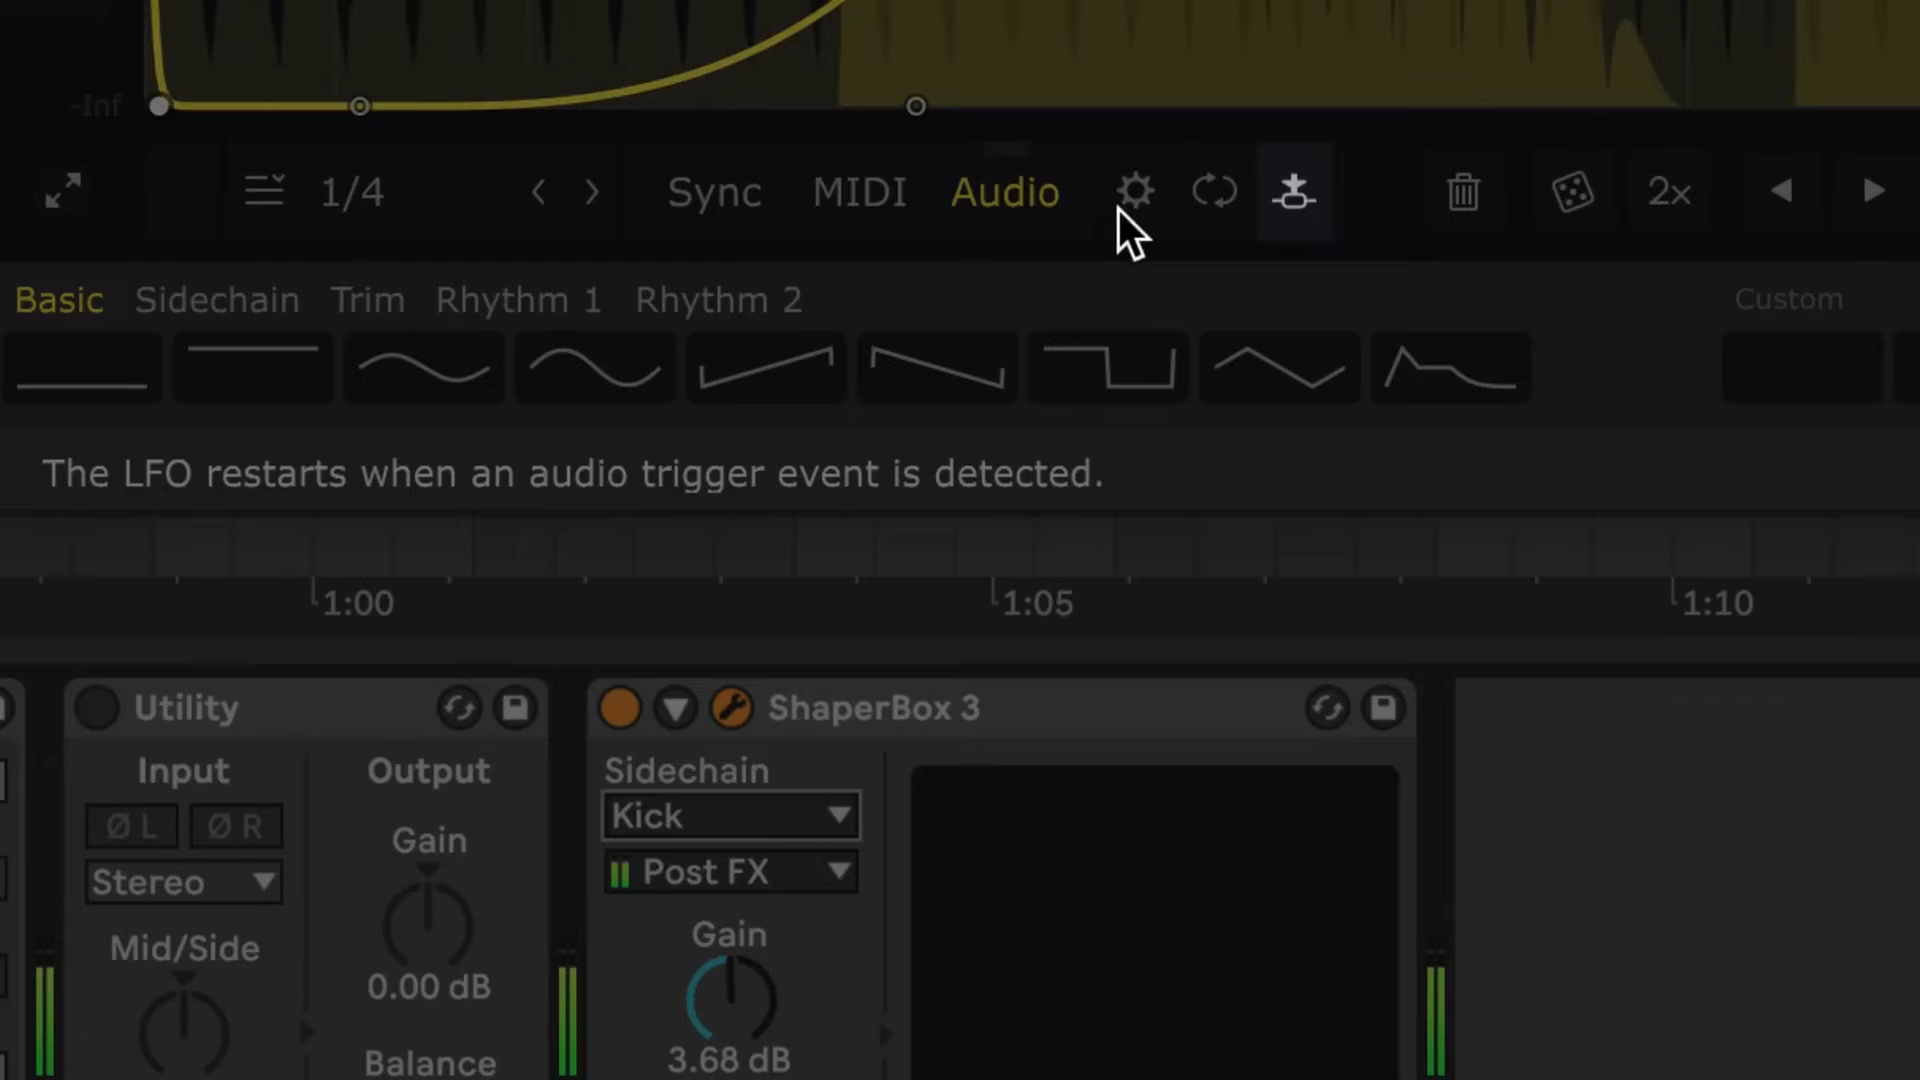 -Inf
1/4
Sync MIDI Audio
2x
Basic Sidechain Trim Rhythm 1 Rhythm 2 Custom
The LFO restarts when an audio trigger event is detected.
1:00 1:05 1:10
Utility
Input Output
Ø L Ø R
Gain
Stereo
Mid/Side
0.00 dB
Balance
ShaperBox 3
Sidechain
Kick
Post FX
Gain
3.68 dB